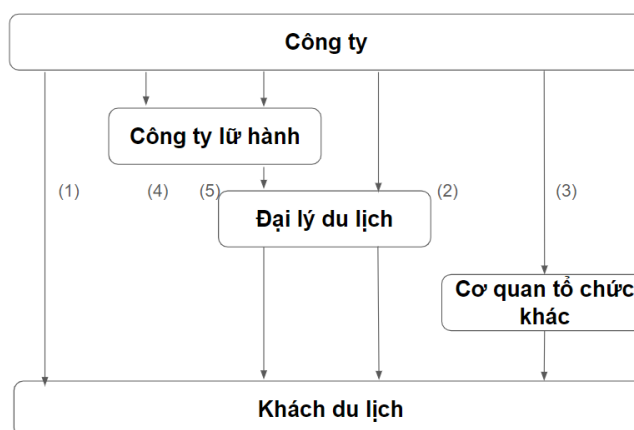 Công ty
Công ty lữ hành
(1)
(4)
(5)
(2)
(3)
Đại lý du lịch
Cơ quan tổ chức
khác
Khách du lịch